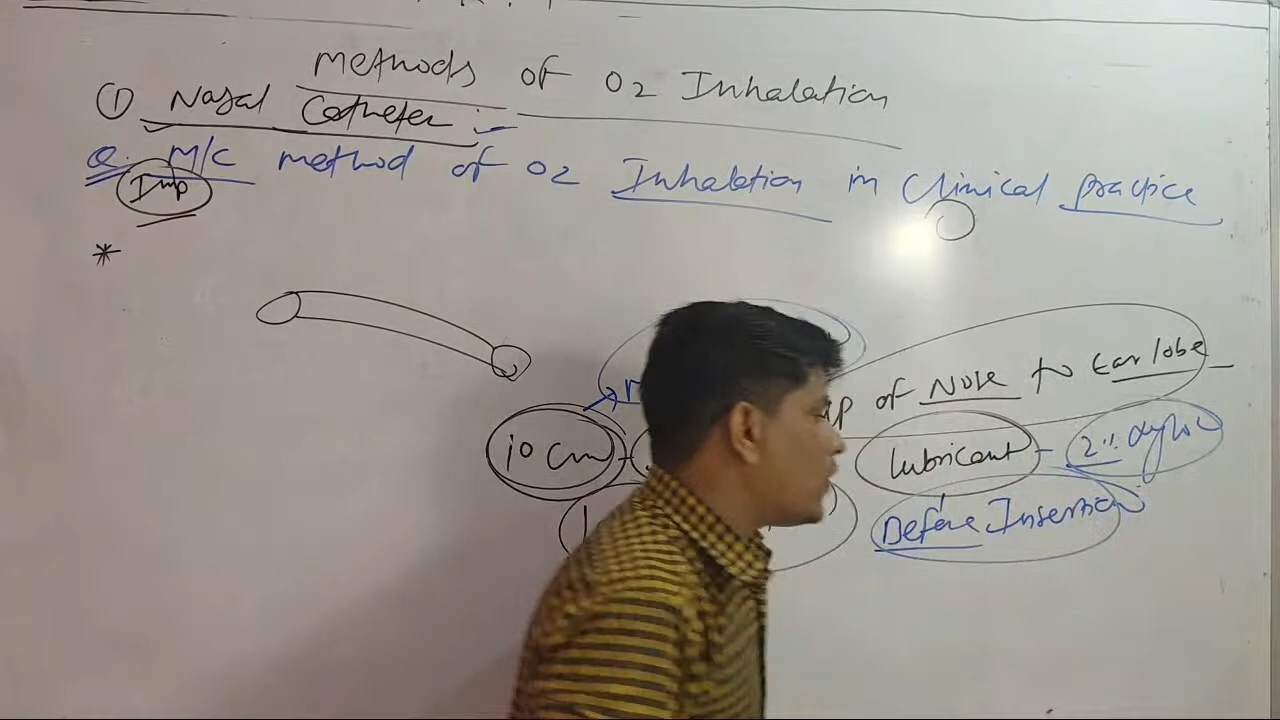 Methods of O2 Inhalation
① Nasal Catheter :-
Q. M/C method of O2 Inhalation in Clinical practice
Imp
*
of Nose to Ear lobe
10 cm -
lubricant - 2%
Before Insertion